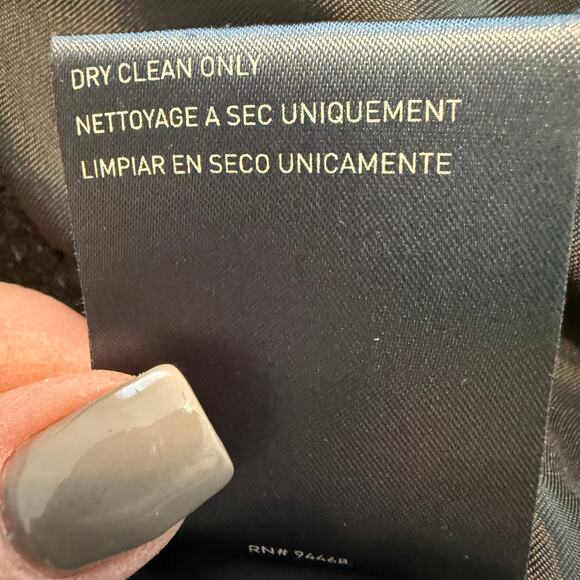 DRY CLEAN ONLY
NETTOYAGE A SEC UNIQUEMENT
LIMPIAR EN SECO UNICAMENTE
RN# 94468